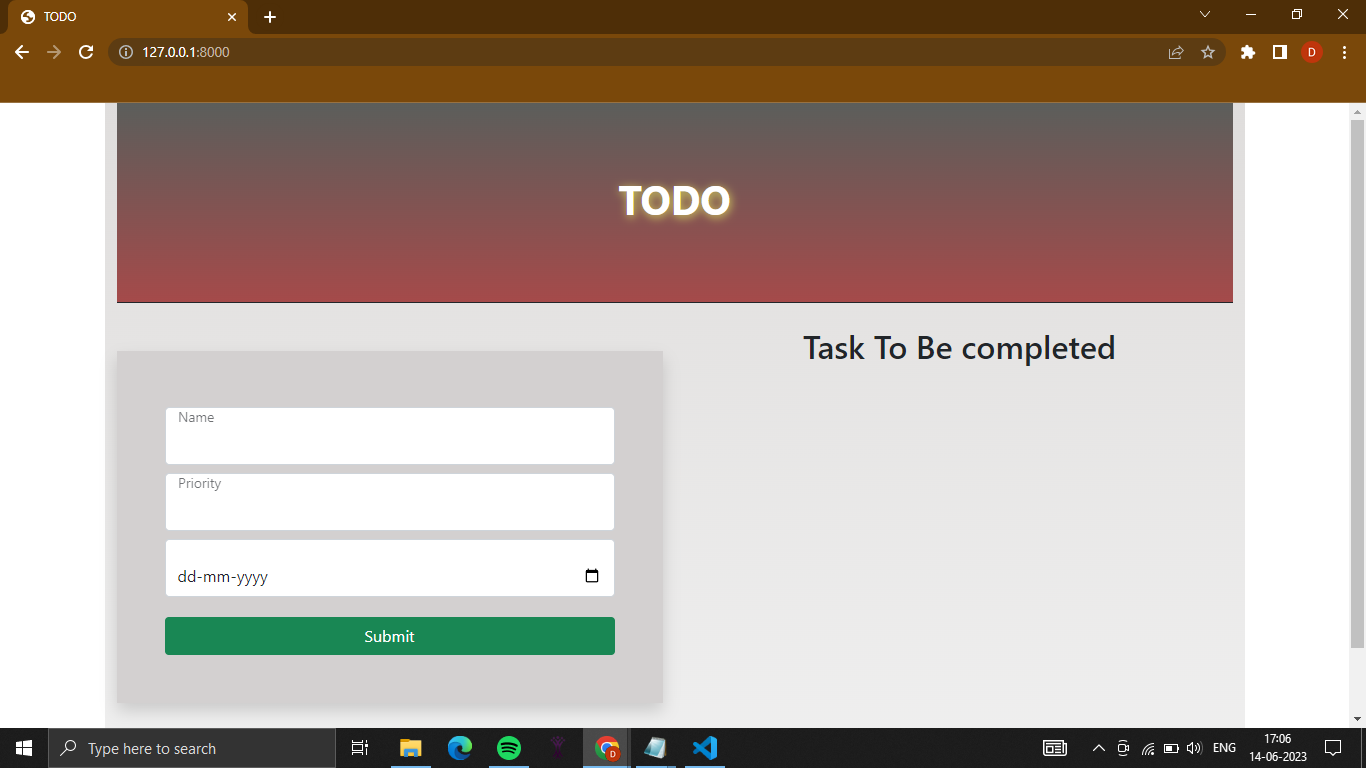 TODO
127.0.0.1:8000
D
TODO
Task To Be completed
Name
Priority
dd-mm-yyyy
Submit
Type here to search
D
ENG
17:06
14-06-2023